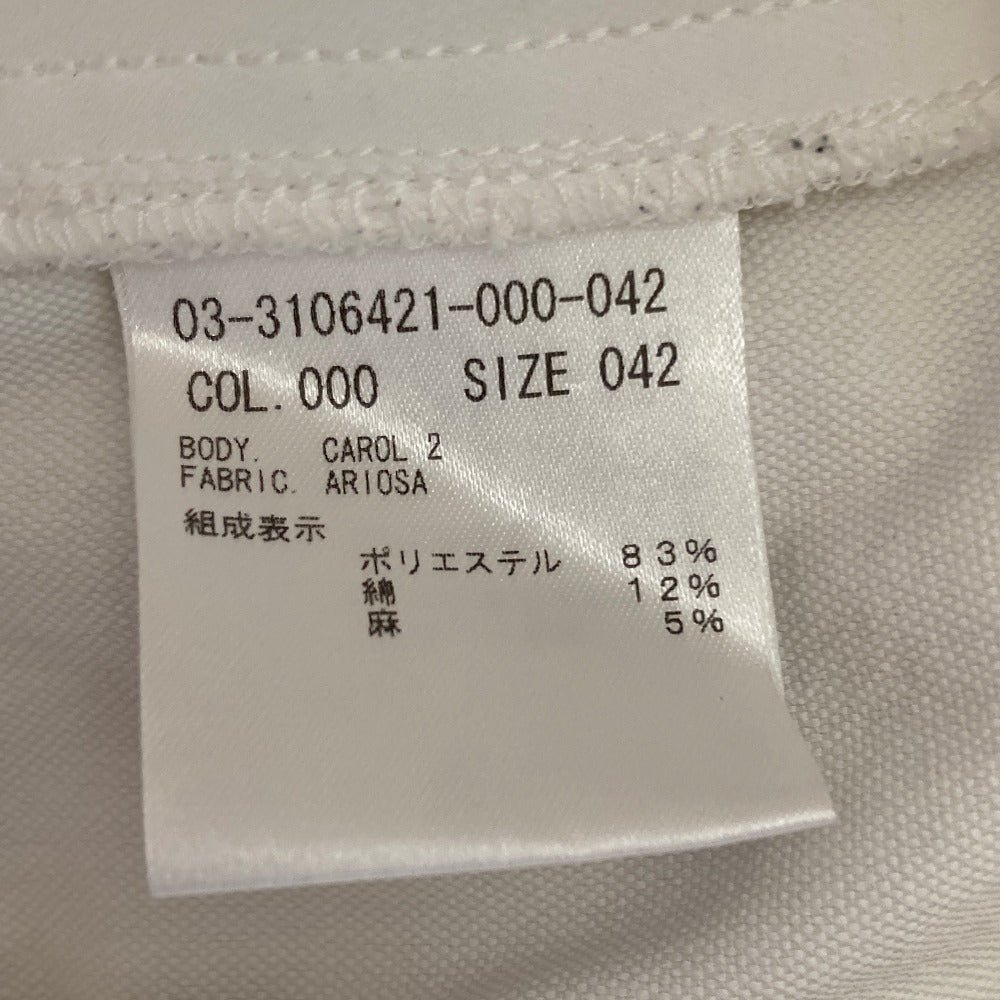 03-3106421-000-042
COL.000 SIZE 042
BODY. CAROL 2
FABRIC. ARIOSA
組成表示
ポリエステル 83%
綿 12%
麻 5%